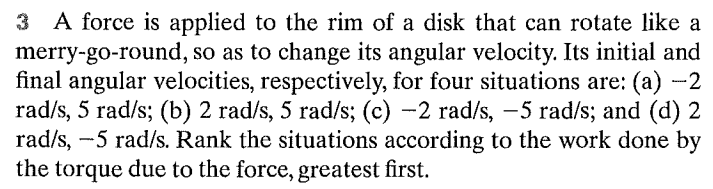 3 A force is applied to the rim of a disk that can rotate like a
merry-go-round, so as to change its angular velocity. Its initial and
final angular velocities, respectively, for four situations are: (a) −2
rad/s, 5 rad/s; (b) 2 rad/s, 5 rad/s; (c) −2 rad/s, −5 rad/s; and (d) 2
rad/s, −5 rad/s. Rank the situations according to the work done by
the torque due to the force, greatest first.